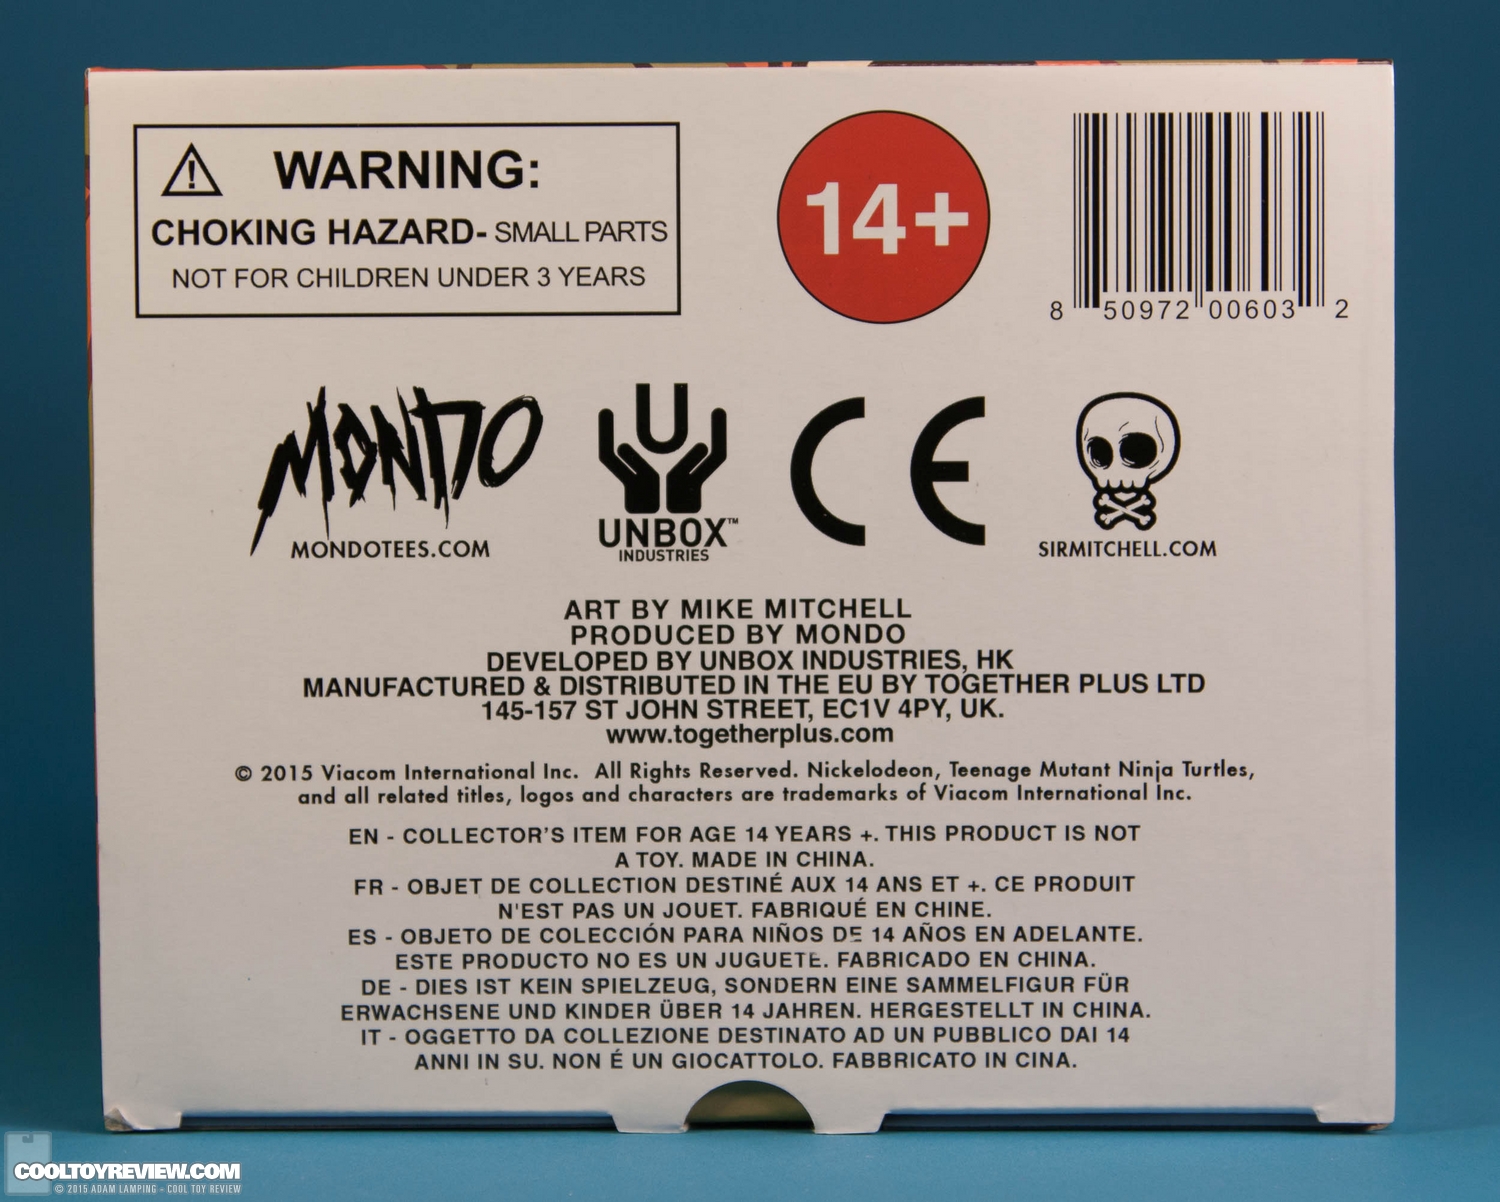 WARNING:
CHOKING HAZARD- SMALL PARTS
NOT FOR CHILDREN UNDER 3 YEARS
14+
8 50972 00603 2
MONDO
MONDOTEES.COM
U
UNBOX™
INDUSTRIES
CE
SIRMITCHELL.COM
ART BY MIKE MITCHELL
PRODUCED BY MONDO
DEVELOPED BY UNBOX INDUSTRIES, HK
MANUFACTURED & DISTRIBUTED IN THE EU BY TOGETHER PLUS LTD
145-157 ST JOHN STREET, EC1V 4PY, UK.
www.togetherplus.com
© 2015 Viacom International Inc. All Rights Reserved. Nickelodeon, Teenage Mutant Ninja Turtles,
and all related titles, logos and characters are trademarks of Viacom International Inc.
EN - COLLECTOR'S ITEM FOR AGE 14 YEARS +. THIS PRODUCT IS NOT
A TOY. MADE IN CHINA.
FR - OBJET DE COLLECTION DESTINÉ AUX 14 ANS ET +. CE PRODUIT
N'EST PAS UN JOUET. FABRIQUÉ EN CHINE.
ES - OBJETO DE COLECCIÓN PARA NIÑOS DE 14 AÑOS EN ADELANTE.
ESTE PRODUCTO NO ES UN JUGUETE. FABRICADO EN CHINA.
DE - DIES IST KEIN SPIELZEUG, SONDERN EINE SAMMELFIGUR FÜR
ERWACHSENE UND KINDER ÜBER 14 JAHREN. HERGESTELLT IN CHINA.
IT - OGGETTO DA COLLEZIONE DESTINATO AD UN PUBBLICO DAI 14
ANNI IN SU. NON É UN GIOCATTOLO. FABBRICATO IN CINA.
COOLTOYREVIEW.COM
© 2015 ADAM LAMPING - COOL TOY REVIEW